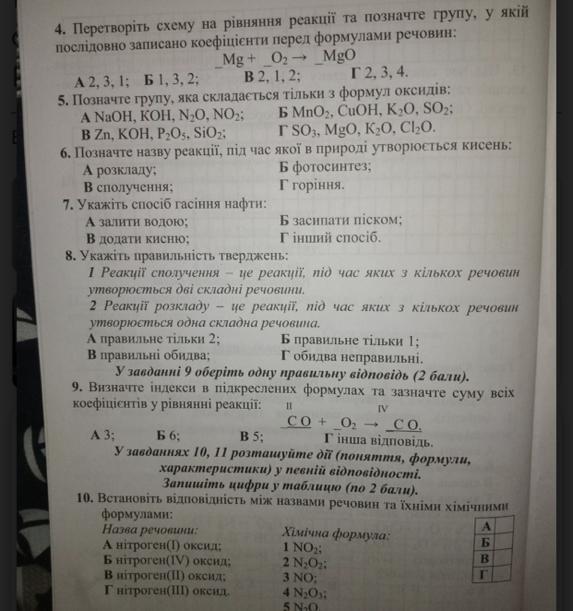 4. Перетворіть схему на рівняння реакції та позначте групу, у якій
послідовно записано коефіцієнти перед формулами речовин:
_Mg + _O₂ → _MgO
А 2, 3, 1; Б 1, 3, 2; В 2, 1, 2; Г 2, 3, 4.
5. Позначте групу, яка складається тільки з формул оксидів:
А NaOH, KOH, N₂O, NO₂; Б MnO₂, CuOH, K₂O, SO₂;
В Zn, KOH, P₂O₅, SiO₂; Г SO₃, MgO, K₂O, Cl₂O.
6. Позначте назву реакції, під час якої в природі утворюється кисень:
А розкладу; Б фотосинтез;
В сполучення; Г горіння.
7. Укажіть спосіб гасіння нафти:
А залити водою; Б засипати піском;
В додати кисню; Г інший спосіб.
8. Укажіть правильність тверджень:
1 Реакції сполучення – це реакції, під час яких з кількох речовин
утворюється дві складні речовини.
2 Реакції розкладу – це реакції, під час яких з кількох речовин
утворюється одна складна речовина.
А правильне тільки 2; Б правильне тільки 1;
В правильні обидва; Г обидва неправильні.
У завданні 9 оберіть одну правильну відповідь (2 бали).
9. Визначте індекси в підкреслених формулах та зазначте суму всіх
коефіцієнтів у рівнянні реакції: II IV
_C O + _O₂ → _C O.
А 3; Б 6; В 5; Г інша відповідь.
У завданнях 10, 11 розташуйте дії (поняття, формули,
характеристики) у певній відповідності.
Запишіть цифри у таблицю (по 2 бали).
10. Встановіть відповідність між назвами речовин та їхніми хімічними
формулами:
Назва речовини: Хімічна формула:
А нітроген(I) оксид; 1 NO₂;
Б нітроген(IV) оксид; 2 N₂O₂;
В нітроген(II) оксид; 3 NO;
Г нітроген(III) оксид. 4 N₂O₃;
5 N₂O
А
Б
В
Г